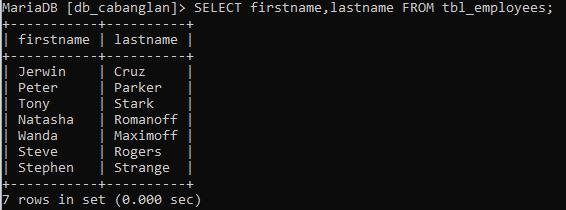 MariaDB [db_cabanglan]> SELECT firstname,lastname FROM tbl_employees;
+-----------+----------+
| firstname | lastname |
+-----------+----------+
| Jerwin    | Cruz     |
| Peter     | Parker   |
| Tony      | Stark    |
| Natasha   | Romanoff |
| Wanda     | Maximoff |
| Steve     | Rogers   |
| Stephen   | Strange  |
+-----------+----------+
7 rows in set (0.000 sec)